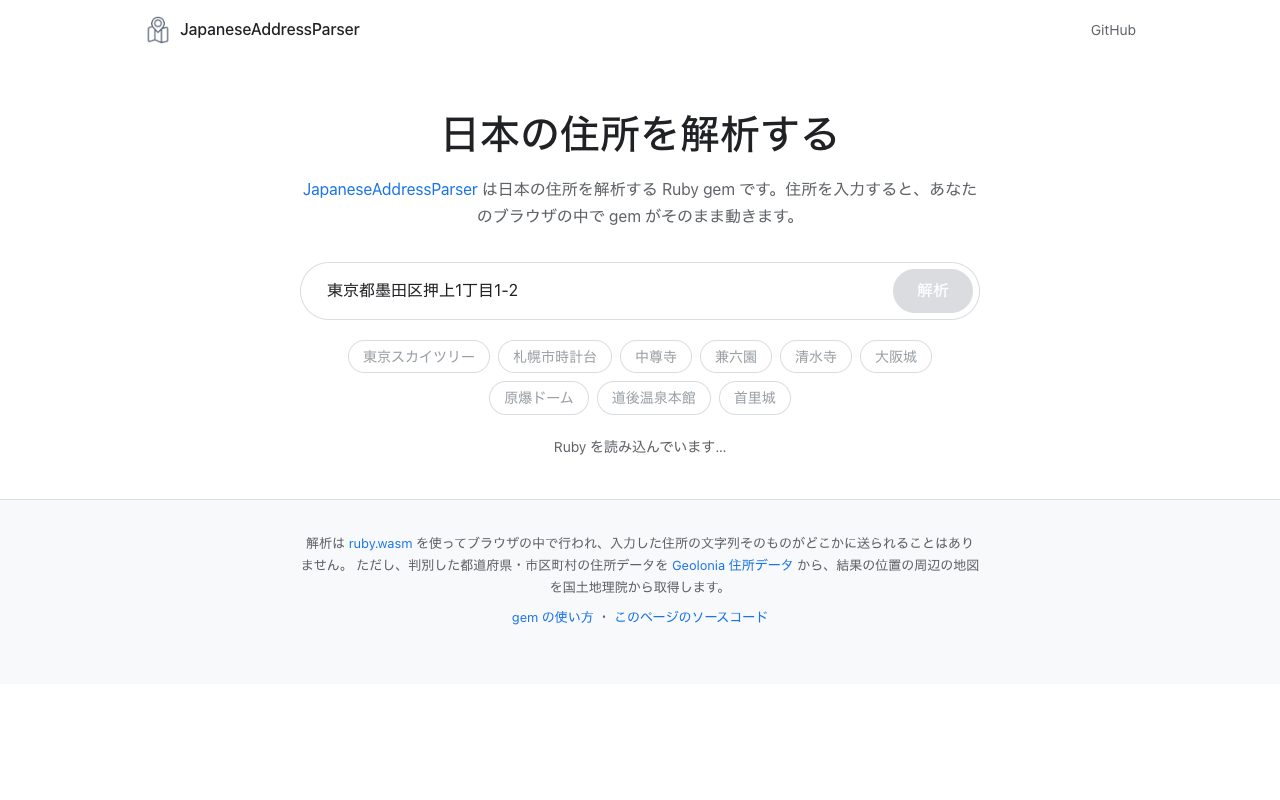 JapaneseAddressParser
GitHub
日本の住所を解析する
JapaneseAddressParser は日本の住所を解析する Ruby gem です。住所を入力すると、あなた
のブラウザの中で gem がそのまま動きます。
東京都墨田区押上1丁目1-2
解析
東京スカイツリー 札幌市時計台 中尊寺 兼六園 清水寺 大阪城
原爆ドーム 道後温泉本館 首里城
Ruby を読み込んでいます…
解析は ruby.wasm を使ってブラウザの中で行われ、入力した住所の文字列そのものがどこかに送られることはあり
ません。 ただし、判別した都道府県・市区町村の住所データを Geolonia 住所データ から、結果の位置の周辺の地図
を国土地理院から取得します。
gem の使い方 ・ このページのソースコード